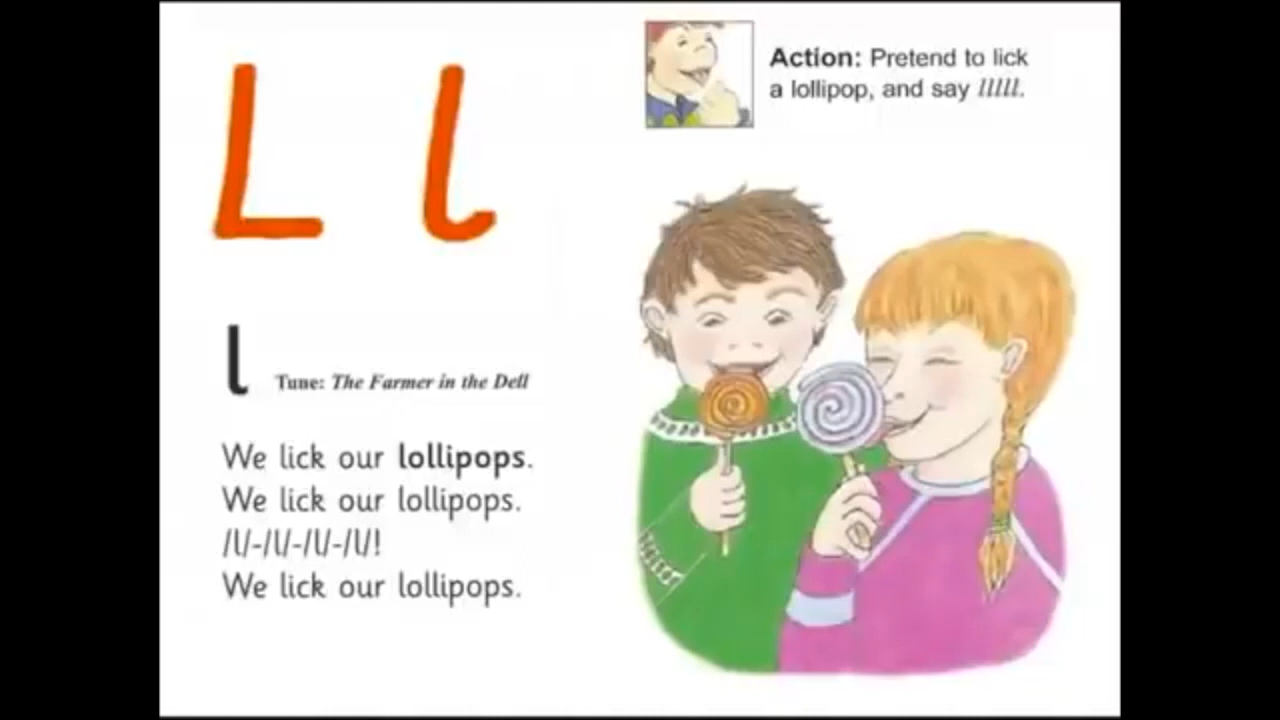 L l
Action: Pretend to lick
a lollipop, and say lllll.
l Tune: The Farmer in the Dell
We lick our lollipops.
We lick our lollipops.
/l/-/l/-/l/-/l/!
We lick our lollipops.